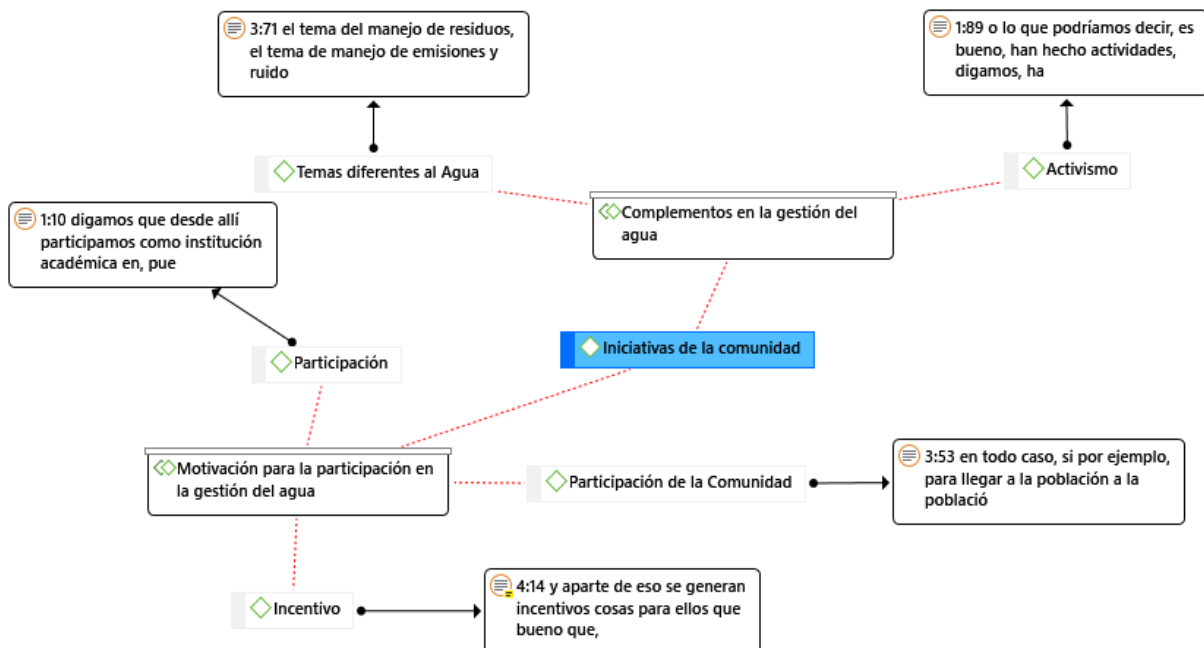 3:71 el tema del manejo de residuos,
el tema de manejo de emisiones y
ruido
1:89 o lo que podríamos decir, es
bueno, han hecho actividades,
digamos, ha
Temas diferentes al Agua
Activismo
1:10 digamos que desde allí
participamos como institución
académica en, pue
Complementos en la gestión del
agua
Iniciativas de la comunidad
Participación
Motivación para la participación en
la gestión del agua
Participación de la Comunidad
3:53 en todo caso, si por ejemplo,
para llegar a la población a la
població
Incentivo
4:14 y aparte de eso se generan
incentivos cosas para ellos que
bueno que,